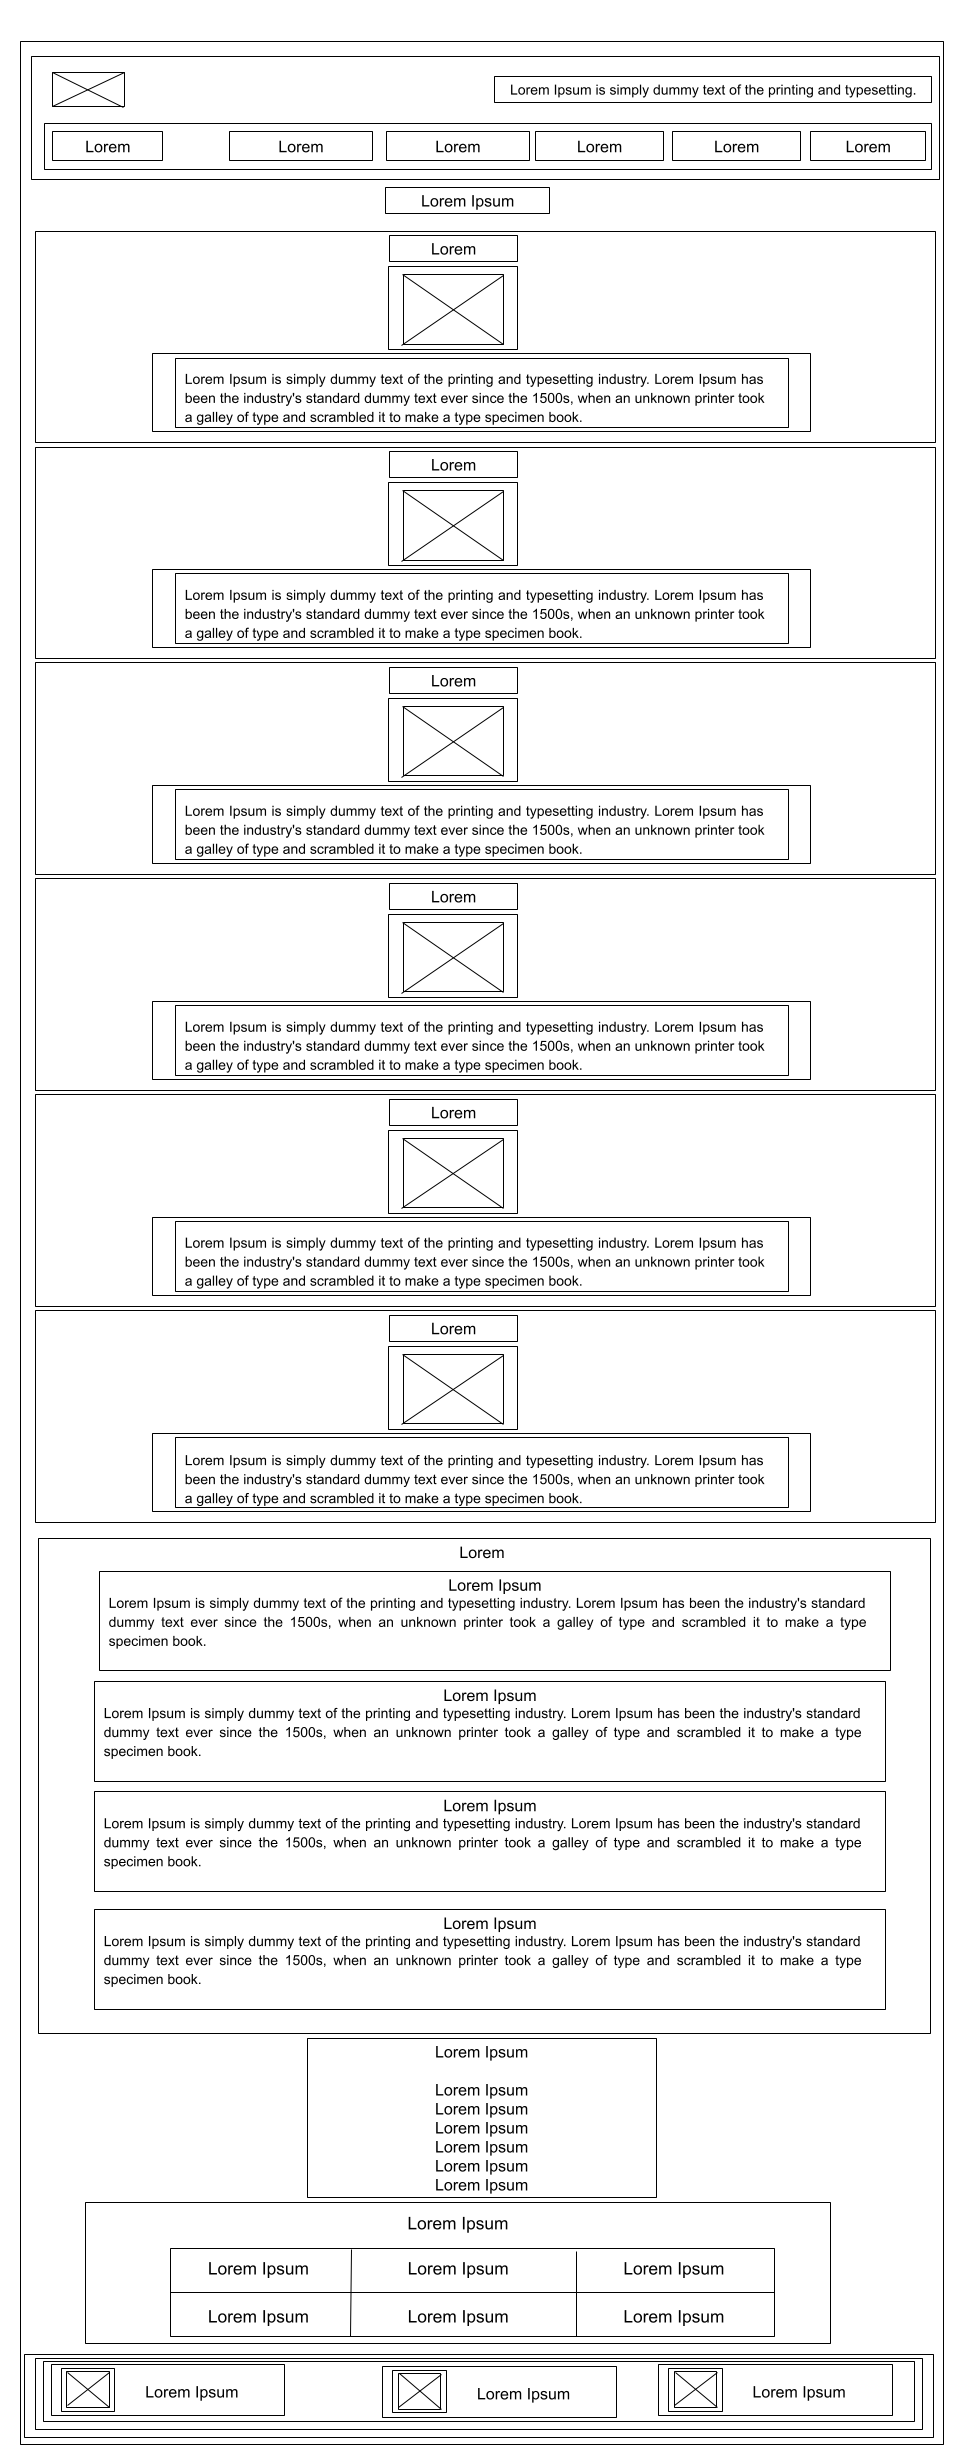 Lorem Ipsum is simply dummy text of the printing and typesetting.
Lorem Lorem Lorem Lorem Lorem Lorem
Lorem Ipsum
Lorem
Lorem Ipsum is simply dummy text of the printing and typesetting industry. Lorem Ipsum has
been the industry's standard dummy text ever since the 1500s, when an unknown printer took
a galley of type and scrambled it to make a type specimen book.
Lorem
Lorem Ipsum is simply dummy text of the printing and typesetting industry. Lorem Ipsum has
been the industry's standard dummy text ever since the 1500s, when an unknown printer took
a galley of type and scrambled it to make a type specimen book.
Lorem
Lorem Ipsum is simply dummy text of the printing and typesetting industry. Lorem Ipsum has
been the industry's standard dummy text ever since the 1500s, when an unknown printer took
a galley of type and scrambled it to make a type specimen book.
Lorem
Lorem Ipsum is simply dummy text of the printing and typesetting industry. Lorem Ipsum has
been the industry's standard dummy text ever since the 1500s, when an unknown printer took
a galley of type and scrambled it to make a type specimen book.
Lorem
Lorem Ipsum is simply dummy text of the printing and typesetting industry. Lorem Ipsum has
been the industry's standard dummy text ever since the 1500s, when an unknown printer took
a galley of type and scrambled it to make a type specimen book.
Lorem
Lorem Ipsum is simply dummy text of the printing and typesetting industry. Lorem Ipsum has
been the industry's standard dummy text ever since the 1500s, when an unknown printer took
a galley of type and scrambled it to make a type specimen book.
Lorem
Lorem Ipsum
Lorem Ipsum is simply dummy text of the printing and typesetting industry. Lorem Ipsum has been the industry's standard
dummy text ever since the 1500s, when an unknown printer took a galley of type and scrambled it to make a type
specimen book.
Lorem Ipsum
Lorem Ipsum is simply dummy text of the printing and typesetting industry. Lorem Ipsum has been the industry's standard
dummy text ever since the 1500s, when an unknown printer took a galley of type and scrambled it to make a type
specimen book.
Lorem Ipsum
Lorem Ipsum is simply dummy text of the printing and typesetting industry. Lorem Ipsum has been the industry's standard
dummy text ever since the 1500s, when an unknown printer took a galley of type and scrambled it to make a type
specimen book.
Lorem Ipsum
Lorem Ipsum is simply dummy text of the printing and typesetting industry. Lorem Ipsum has been the industry's standard
dummy text ever since the 1500s, when an unknown printer took a galley of type and scrambled it to make a type
specimen book.
Lorem Ipsum
Lorem Ipsum
Lorem Ipsum
Lorem Ipsum
Lorem Ipsum
Lorem Ipsum
Lorem Ipsum
Lorem Ipsum
Lorem Ipsum Lorem Ipsum Lorem Ipsum
Lorem Ipsum Lorem Ipsum Lorem Ipsum
Lorem Ipsum Lorem Ipsum Lorem Ipsum